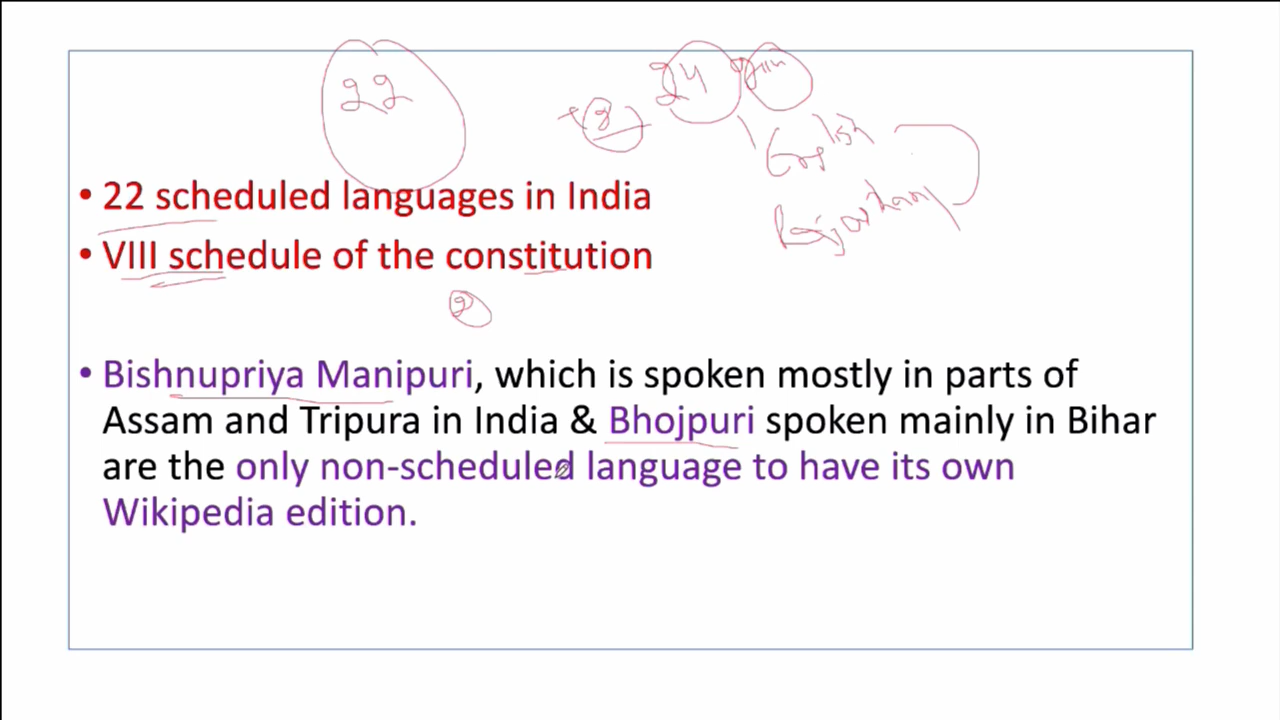 22
24
8
English
Rajasthani
• 22 scheduled languages in India
• VIII schedule of the constitution
• Bishnupriya Manipuri, which is spoken mostly in parts of
Assam and Tripura in India & Bhojpuri spoken mainly in Bihar
are the only non-scheduled language to have its own
Wikipedia edition.